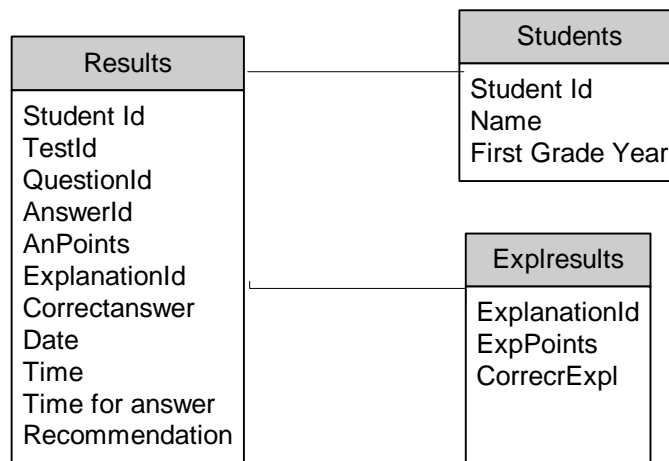 Results
Student Id
TestId
QuestionId
AnswerId
AnPoints
ExplanationId
Correctanswer
Date
Time
Time for answer
Recommendation
Students
Student Id
Name
First Grade Year
Explresults
ExplanationId
ExpPoints
CorrecrExpl